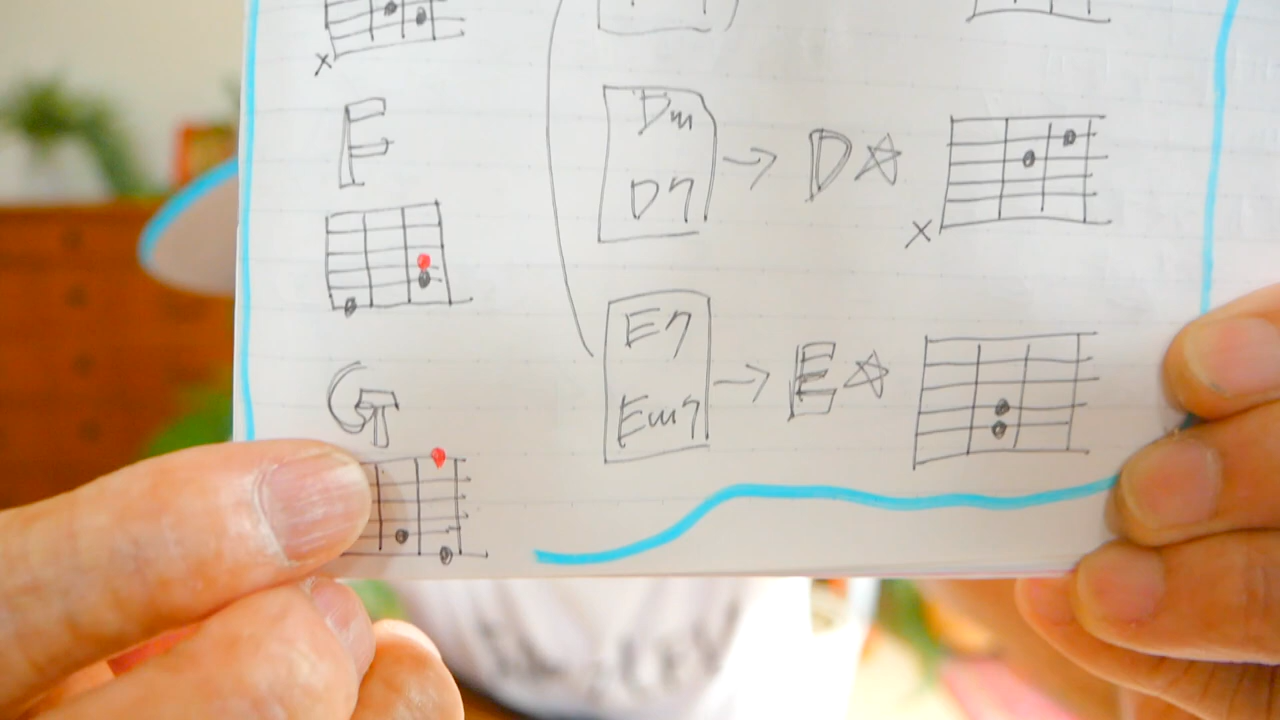 ×
F
G
Dm
D7
→ D☆
×
E7
Em7
→ E☆